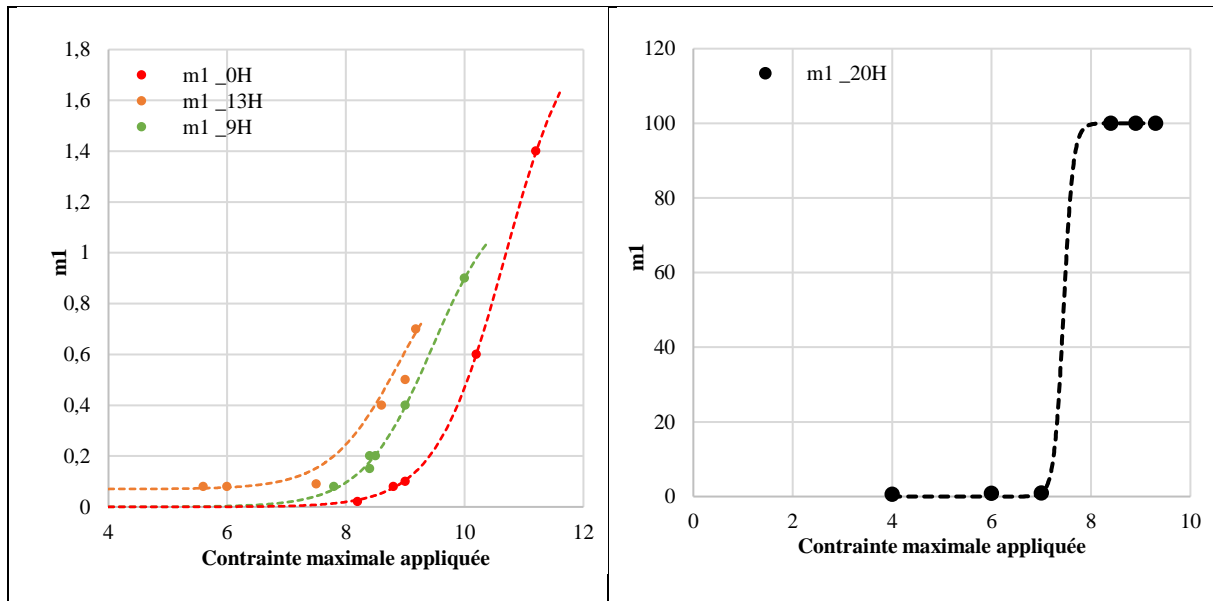 1,8
1,6
1,4
1,2
1
0,8
0,6
0,4
0,2
0
m1
m1 _0H
m1 _13H
m1 _9H
4 6 8 10 12
Contrainte maximale appliquée
120
100
80
60
40
20
0
m1
m1 _20H
0 2 4 6 8 10
Contrainte maximale appliquée